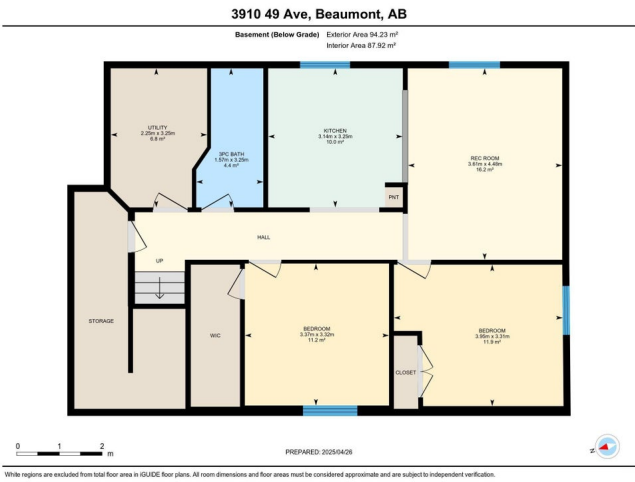 3910 49 Ave, Beaumont, AB
Basement (Below Grade) Exterior Area 94.23 m²
Interior Area 87.92 m²
UTILITY
2.25m x 3.25m
6.8 m²
3PC BATH
1.57m x 3.25m
4.4 m²
KITCHEN
3.14m x 3.25m
10.0 m²
REC ROOM
3.61m x 4.49m
16.2 m²
PNT
HALL
UP
STORAGE
WIC
BEDROOM
3.37m x 3.32m
11.2 m²
BEDROOM
3.95m x 3.31m
11.9 m²
CLOSET
0 1 2
m
PREPARED: 2025/04/26
N
White regions are excluded from total floor area in iGUIDE floor plans. All room dimensions and floor areas must be considered approximate and are subject to independent verification.